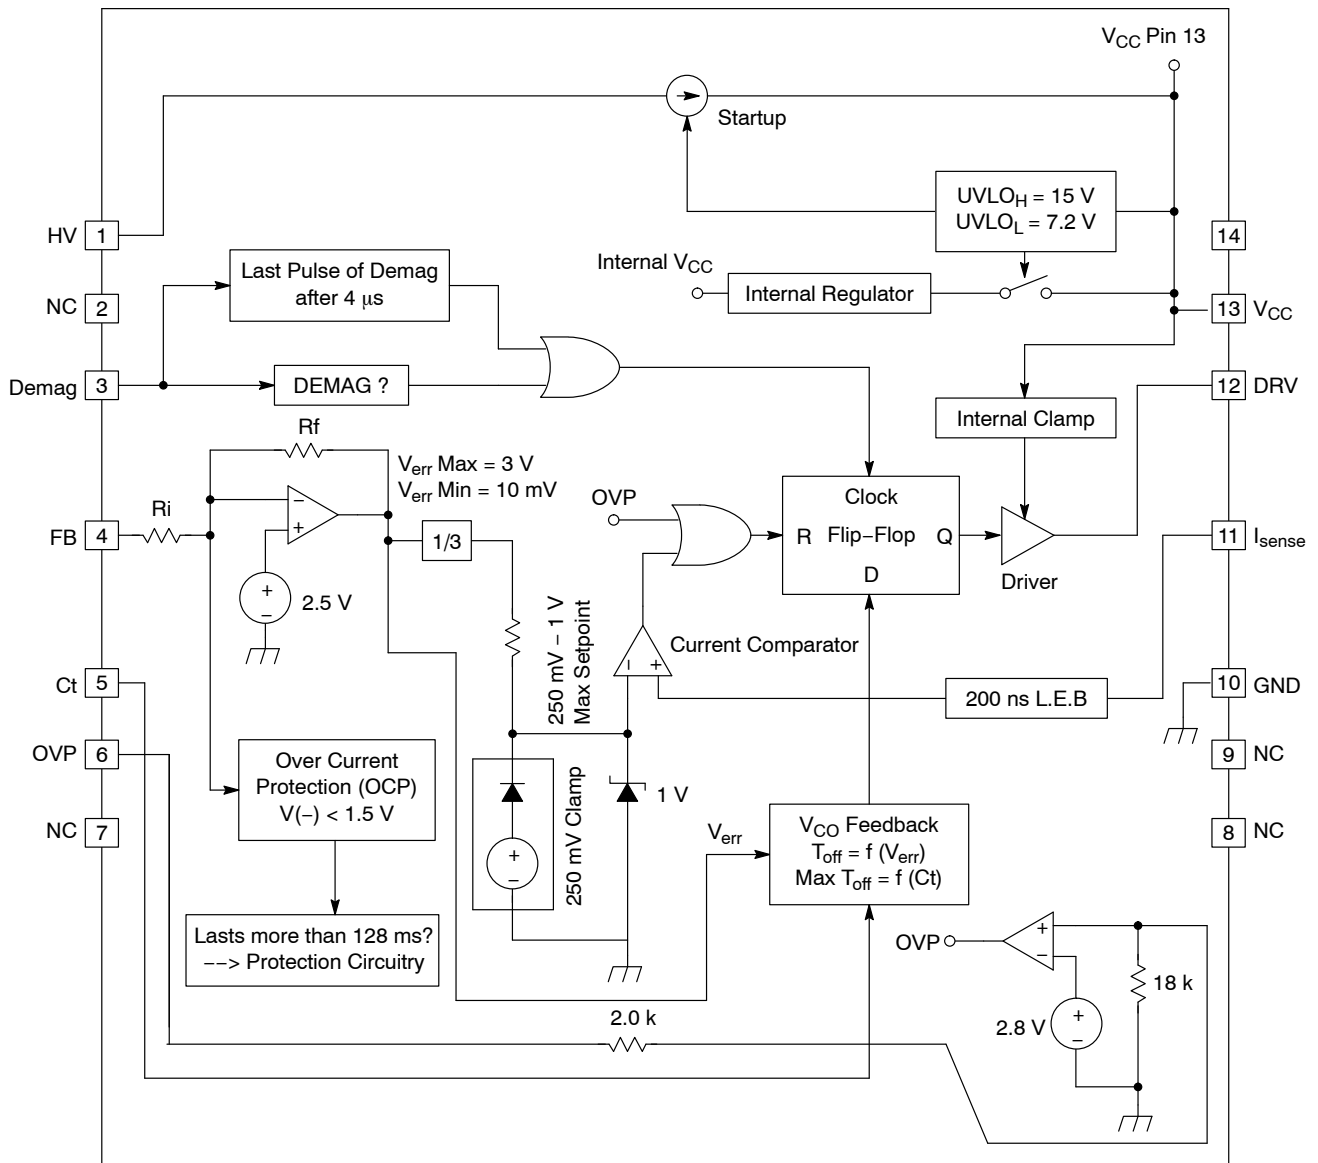 V_CC Pin 13
Startup
UVLO_H = 15 V
UVLO_L = 7.2 V
HV
1
14
Last Pulse of Demag
after 4 μs
Internal V_CC
Internal Regulator
NC
2
13
V_CC
Demag
3
DEMAG ?
12
DRV
Internal Clamp
Rf
V_err Max = 3 V
V_err Min = 10 mV
−
+
Ri
FB
4
1/3
OVP
Clock
R
Flip−Flop
Q
D
Driver
11
I_sense
+
−
2.5 V
250 mV − 1 V
Max Setpoint
−
+
Current Comparator
Ct
5
200 ns L.E.B
10
GND
OVP
6
9
NC
Over Current
Protection (OCP)
V(−) < 1.5 V
1 V
250 mV Clamp
+
−
NC
7
V_err
V_CO Feedback
T_off = f (V_err)
Max T_off = f (Ct)
8
NC
Lasts more than 128 ms?
−−> Protection Circuitry
OVP
+
−
18 k
2.8 V
+
−
2.0 k